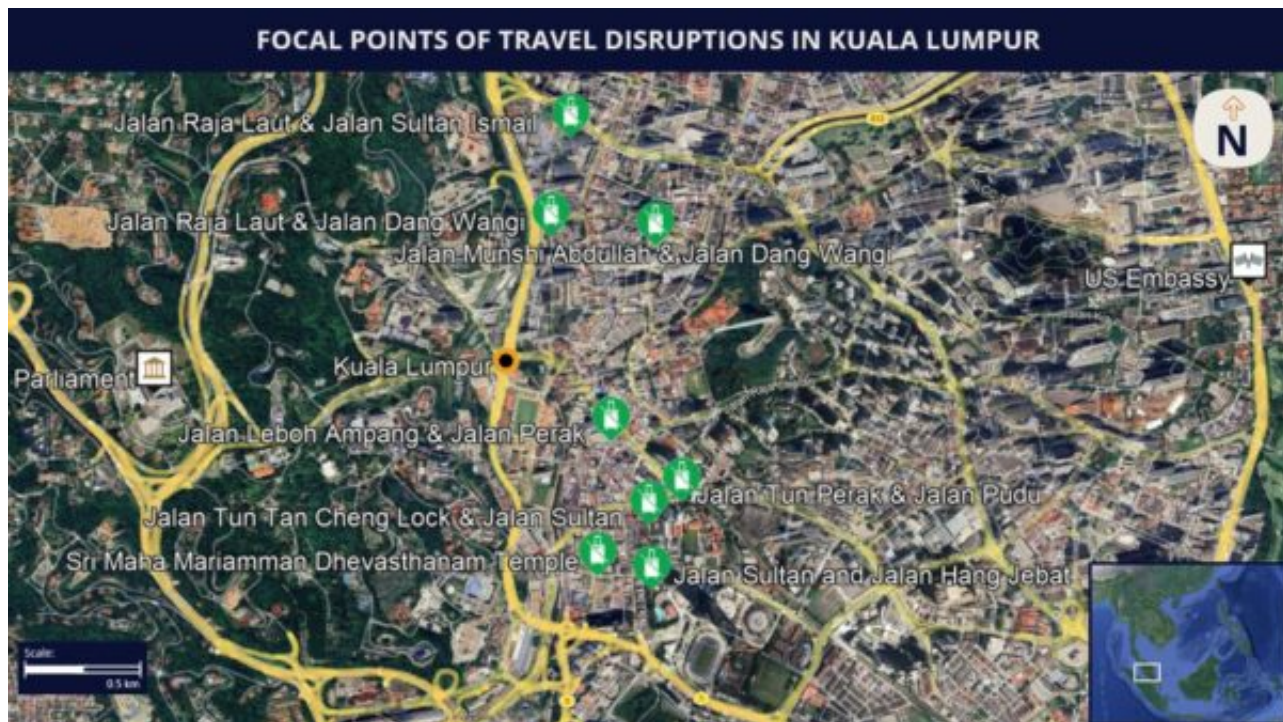 FOCAL POINTS OF TRAVEL DISRUPTIONS IN KUALA LUMPUR
Jalan Raja Laut & Jalan Sultan Ismail
N
Jalan Raja Laut & Jalan Dang Wangi
Jalan Munshi Abdullah & Jalan Dang Wangi
US Embassy
Kuala Lumpur
Parliament
Jalan Leboh Ampang & Jalan Perak
Jalan Tun Perak & Jalan Pudu
Jalan Tun Tan Cheng Lock & Jalan Sultan
Sri Maha Mariamman Dhevasthanam Temple
Jalan Sultan and Jalan Hang Jebat
Scale:
0.5 km